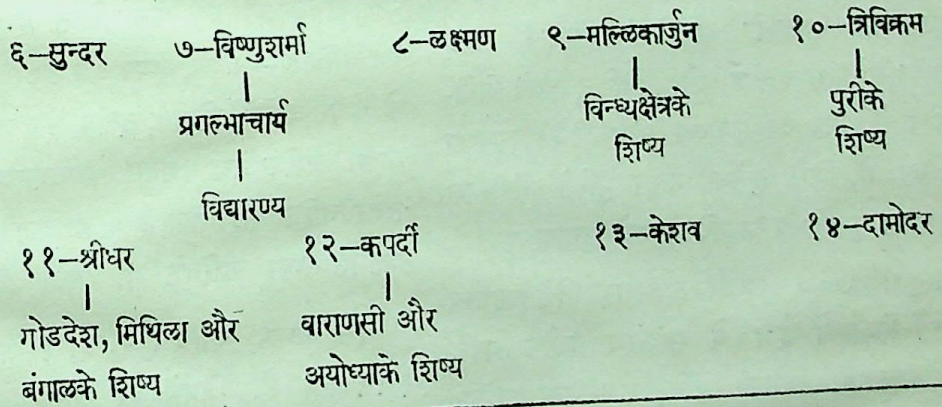 ६–सुन्दर ७–विष्णुशर्मा ८–लक्ष्मण ९–मल्लिकार्जुन १०–त्रिविक्रम
प्रगल्भाचार्य विन्ध्यक्षेत्रके पुरीके
शिष्य शिष्य
विद्यारण्य
११–श्रीधर १२–कपर्दी १३–केशव १४–दामोदर
गोडदेश, मिथिला और वाराणसी और
बंगालके शिष्य अयोध्याके शिष्य